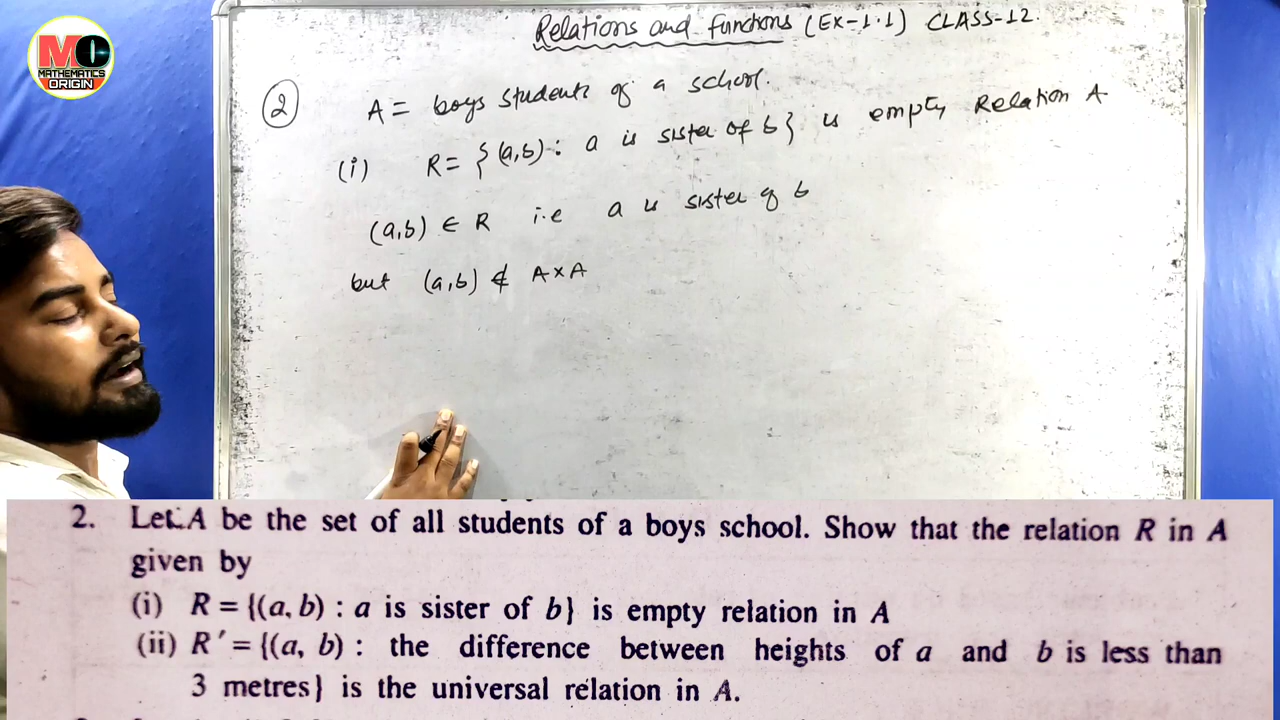 MO
MATHEMATICS
ORIGIN
Relations and functions (EX-1.1) CLASS-12.
② A = boys students of a school.
(i) R = {(a,b) : a is sister of b} is empty Relation A
(a,b) ∈ R i.e a is sister of b
but (a,b) ∉ A×A
2. Let A be the set of all students of a boys school. Show that the relation R in A
given by
(i) R = {(a, b) : a is sister of b} is empty relation in A
(ii) R′ = {(a, b) : the difference between heights of a and b is less than
3 metres} is the universal relation in A.